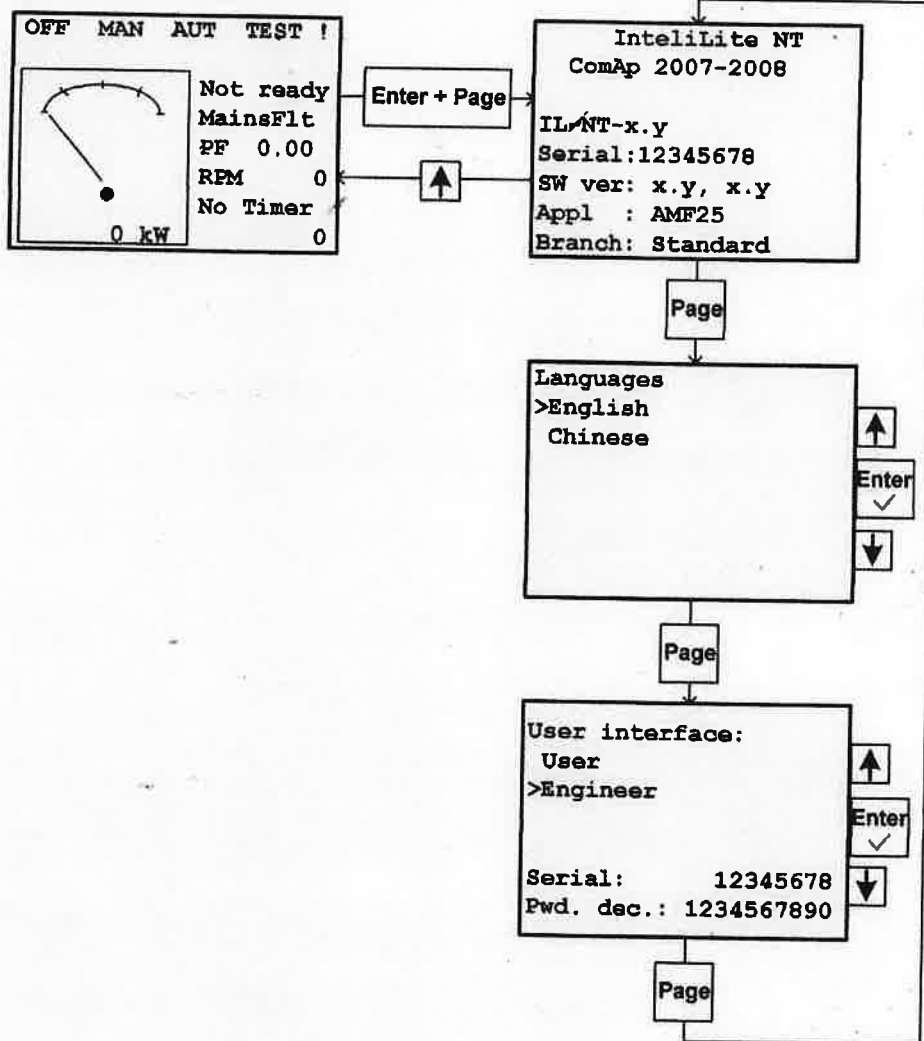 OFF MAN AUT TEST !
Not ready
MainsFlt
PF 0.00
RPM 0
No Timer
0 kW 0
Enter + Page
InteliLite NT
ComAp 2007-2008
IL-NT-x.y
Serial:12345678
SW ver: x.y, x.y
Appl : AMF25
Branch: Standard
Page
Languages
>English
Chinese
Enter
Page
User interface:
User
>Engineer
Enter
Serial: 12345678
Pwd. dec.: 1234567890
Page